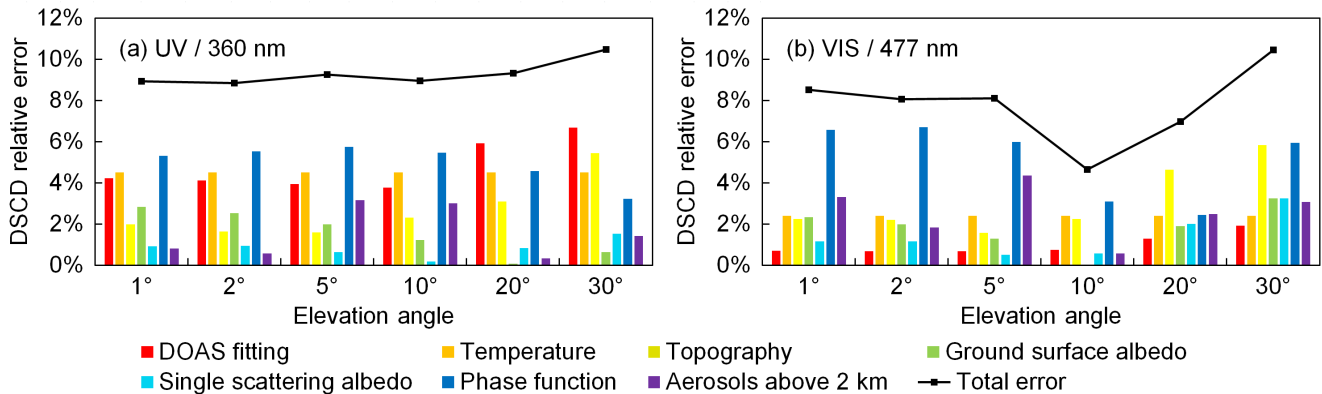 (a) UV / 360 nm
DSCD relative error
12%
10%
8%
6%
4%
2%
0%
1° 2° 5° 10° 20° 30°
Elevation angle
(b) VIS / 477 nm
DSCD relative error
12%
10%
8%
6%
4%
2%
0%
1° 2° 5° 10° 20° 30°
Elevation angle
DOAS fitting Temperature Topography Ground surface albedo
Single scattering albedo Phase function Aerosols above 2 km Total error